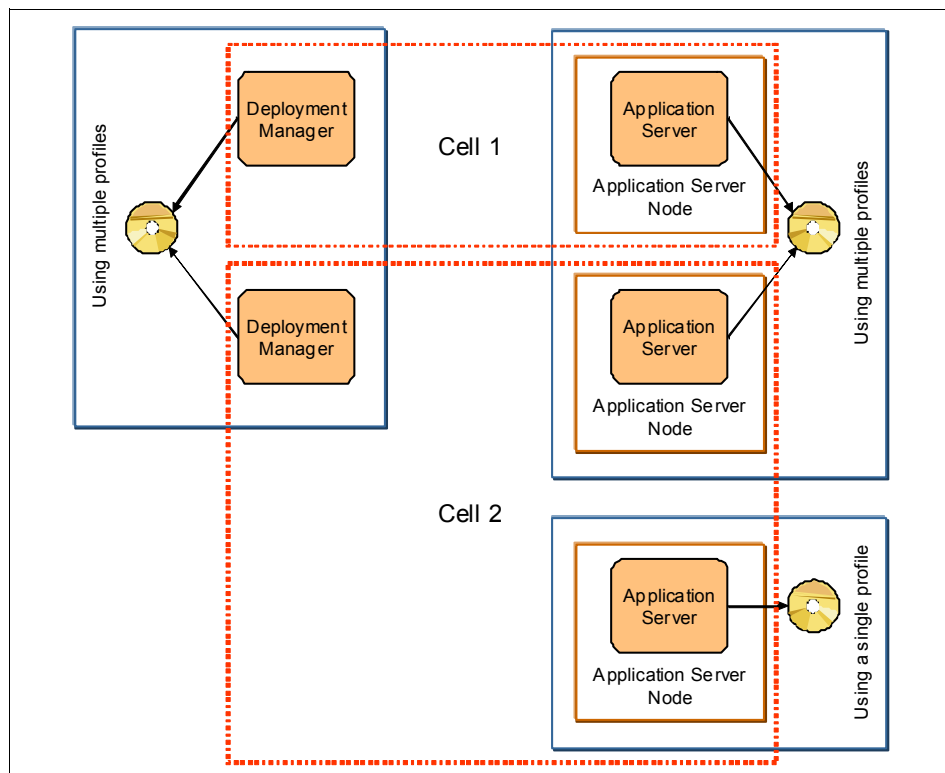 Using multiple profiles
Deployment
Manager
Cell 1
Application
Server
Application Server
Node
Using multiple profiles
Deployment
Manager
Application
Server
Application Server
Node
Cell 2
Application
Server
Application Server
Node
Using a single profile